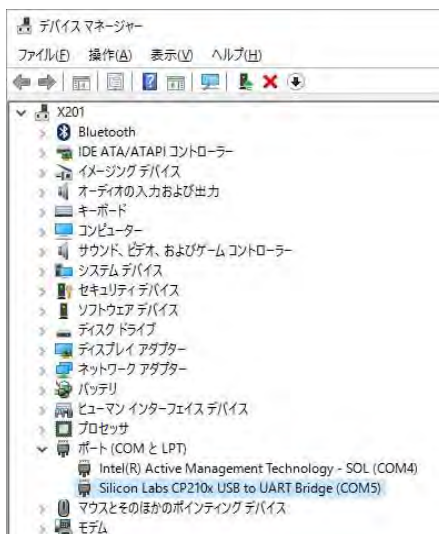 デバイス マネージャー
ファイル(F) 操作(A) 表示(V) ヘルプ(H)
X201
Bluetooth
IDE ATA/ATAPI コントローラー
イメージング デバイス
オーディオの入力および出力
キーボード
コンピューター
サウンド、ビデオ、およびゲーム コントローラー
システム デバイス
セキュリティ デバイス
ソフトウェア デバイス
ディスク ドライブ
ディスプレイ アダプター
ネットワーク アダプター
バッテリ
ヒューマン インターフェイス デバイス
プロセッサ
ポート (COM と LPT)
Intel(R) Active Management Technology - SOL (COM4)
Silicon Labs CP210x USB to UART Bridge (COM5)
マウスとそのほかのポインティング デバイス
モデム